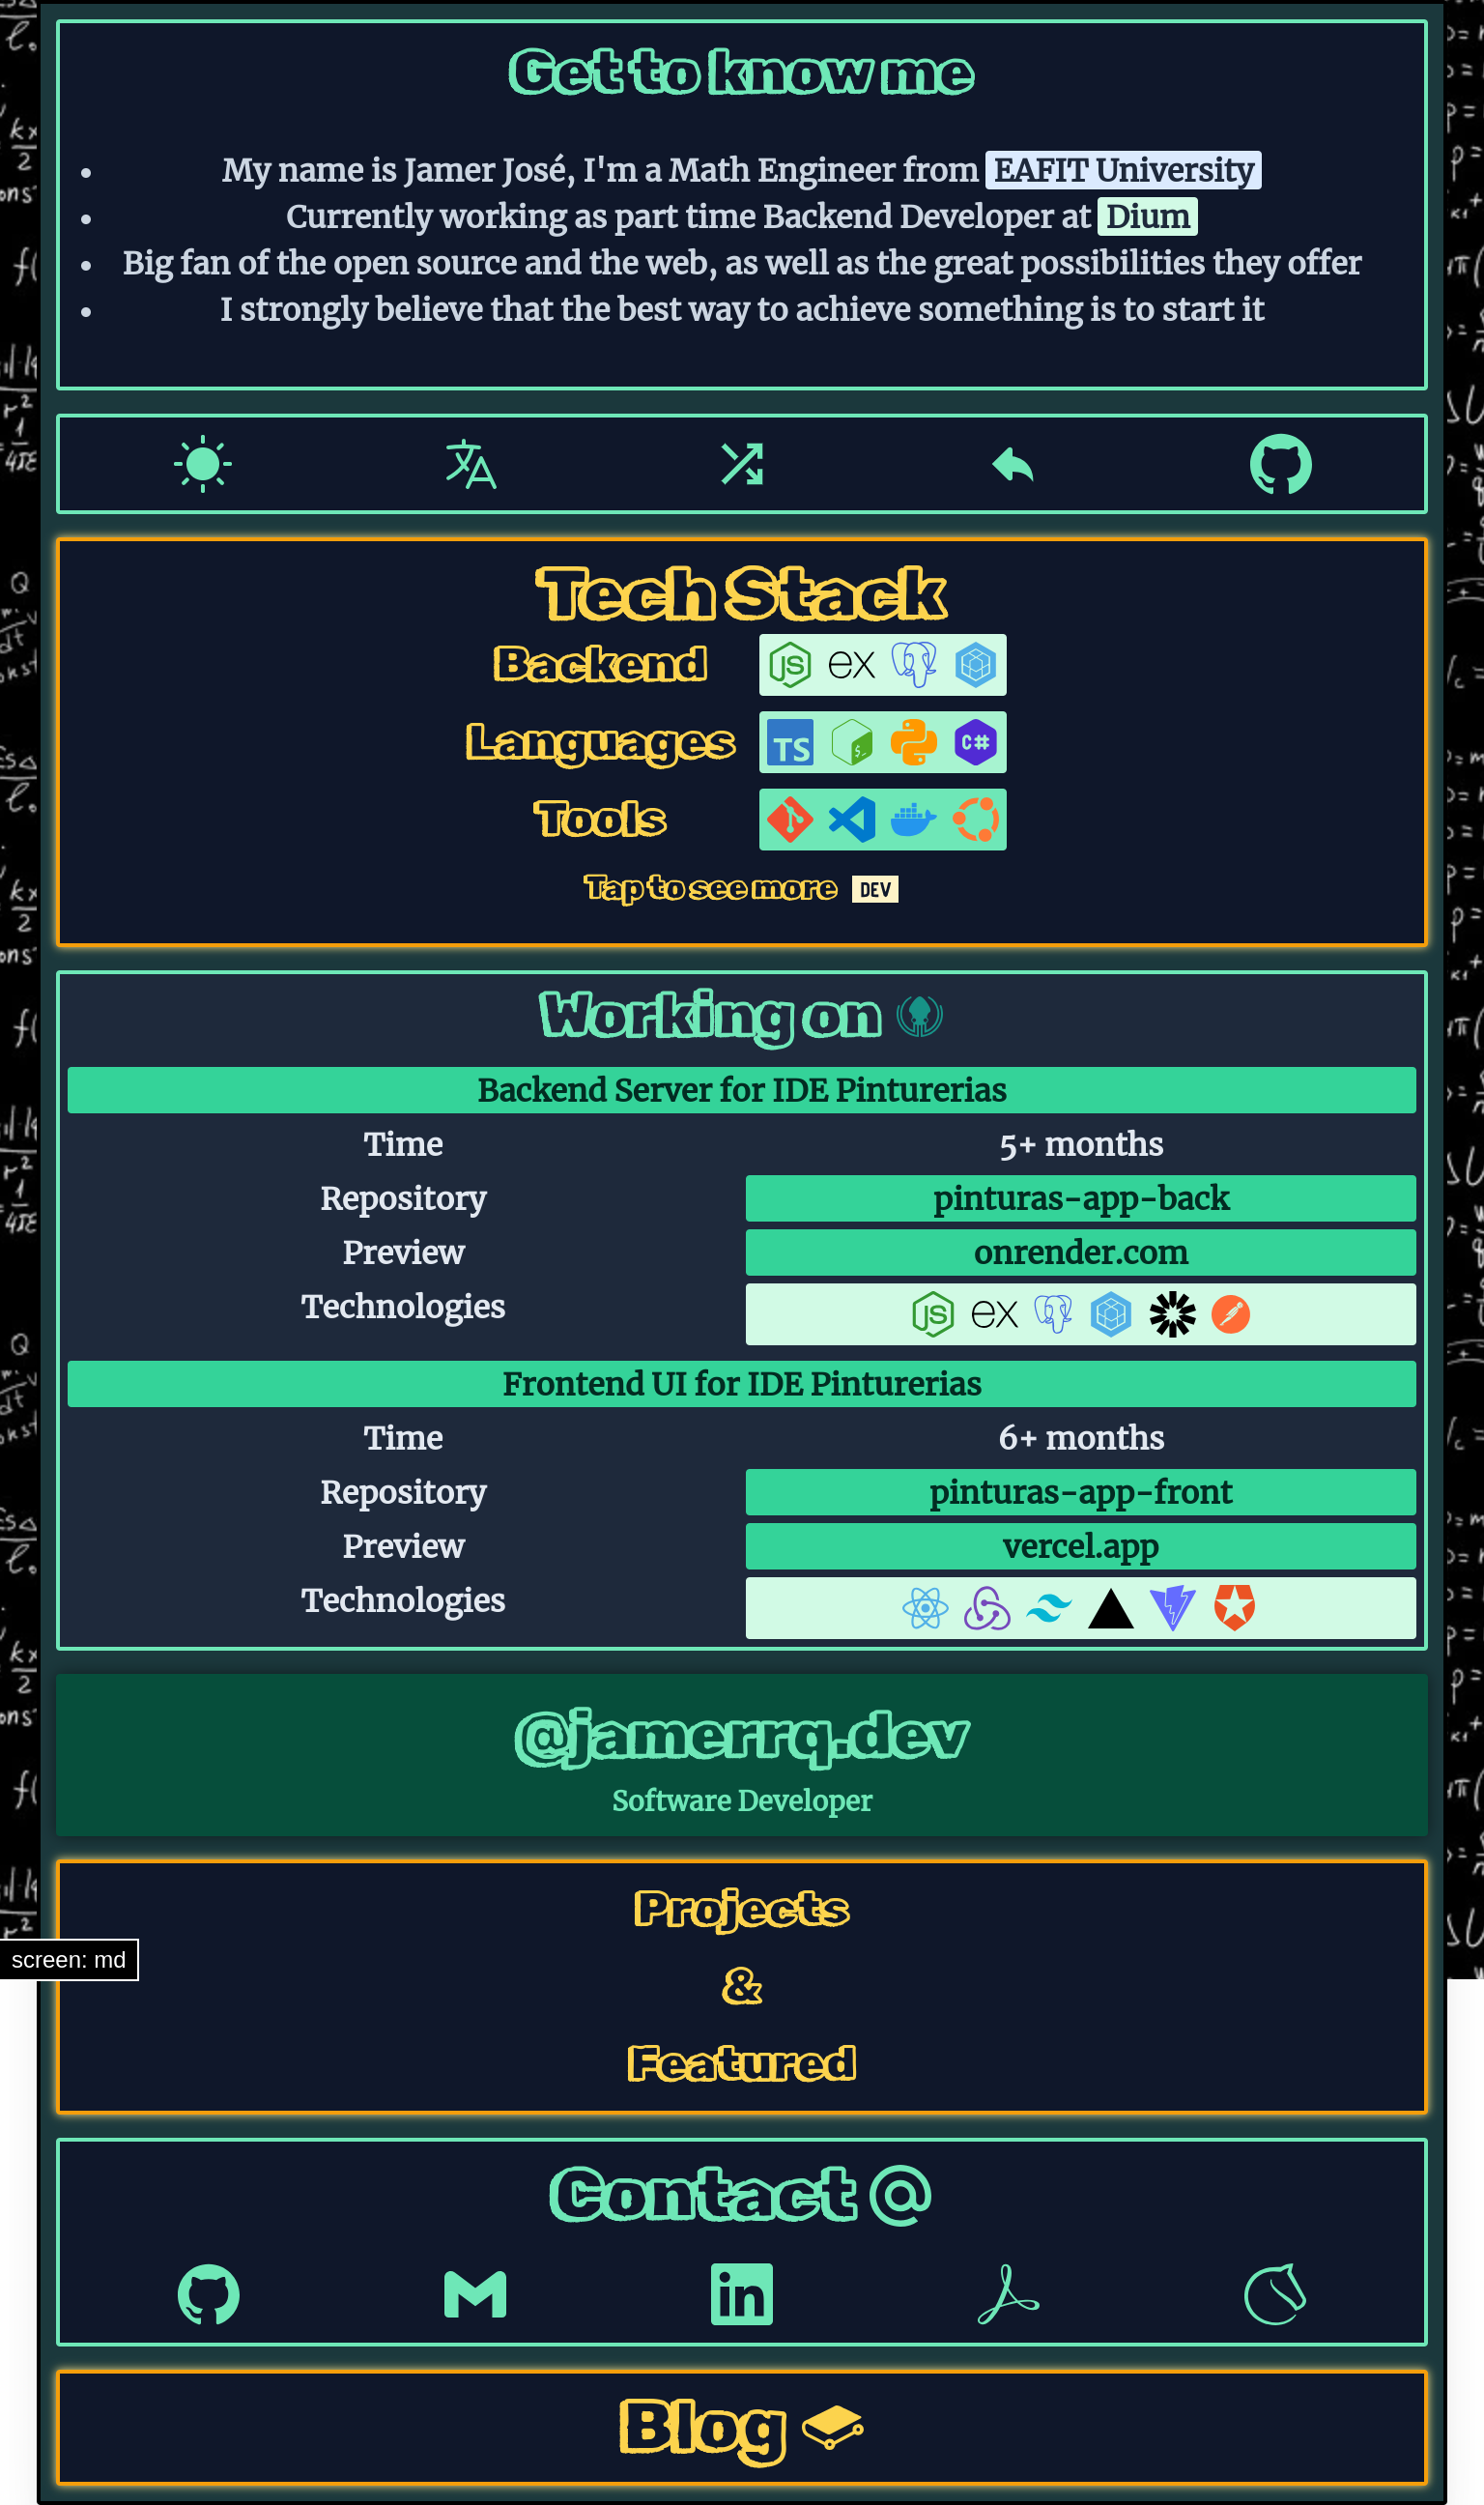 Get to know me
My name is Jamer José, I'm a Math Engineer from EAFIT University
Currently working as part time Backend Developer at Dium
Big fan of the open source and the web, as well as the great possibilities they offer
I strongly believe that the best way to achieve something is to start it
Tech Stack
Backend JS ex
Languages TS $_ C#
Tools
Tap to see more DEV
Working on
Backend Server for IDE Pinturerias
Time 5+ months
Repository pinturas-app-back
Preview onrender.com
Technologies JS ex
Frontend UI for IDE Pinturerias
Time 6+ months
Repository pinturas-app-front
Preview vercel.app
Technologies
@jamerrq.dev
Software Developer
Projects
screen: md
&
Featured
Contact @
in
Blog